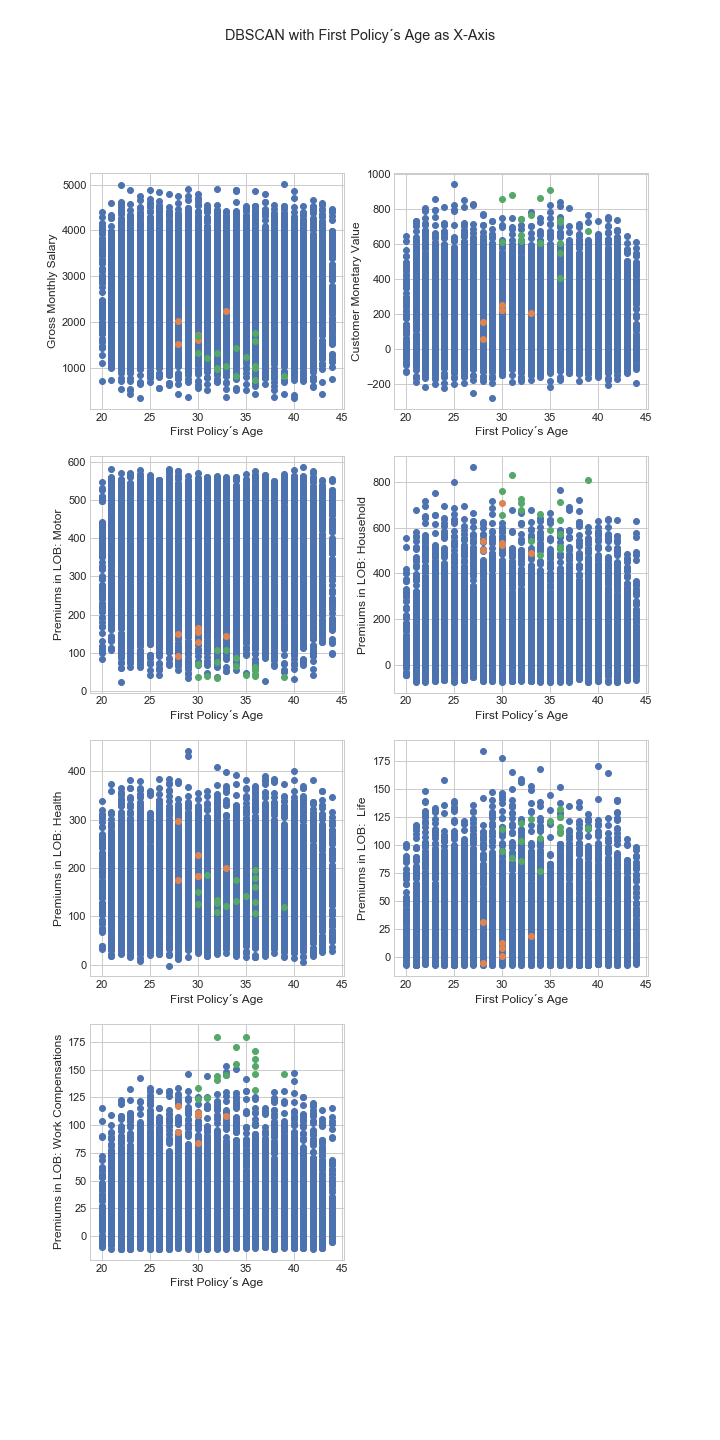 DBSCAN with First Policy´s Age as X-Axis
5000
4000
3000
2000
1000
Gross Monthly Salary
20 25 30 35 40 45
First Policy´s Age
1000
800
600
400
200
0
−200
Customer Monetary Value
20 25 30 35 40 45
First Policy´s Age
600
500
400
300
200
100
0
Premiums in LOB: Motor
20 25 30 35 40 45
First Policy´s Age
800
600
400
200
0
Premiums in LOB: Household
20 25 30 35 40 45
First Policy´s Age
400
300
200
100
0
Premiums in LOB: Health
20 25 30 35 40 45
First Policy´s Age
175
150
125
100
75
50
25
0
Premiums in LOB: Life
20 25 30 35 40 45
First Policy´s Age
175
150
125
100
75
50
25
0
Premiums in LOB: Work Compensations
20 25 30 35 40 45
First Policy´s Age